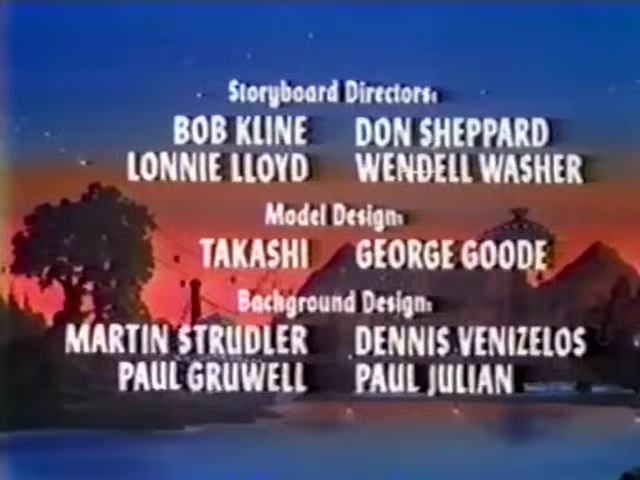 Storyboard Directors:
BOB KLINE DON SHEPPARD
LONNIE LLOYD WENDELL WASHER
Model Design:
TAKASHI GEORGE GOODE
Background Design:
MARTIN STRUDLER DENNIS VENIZELOS
PAUL GRUWELL PAUL JULIAN